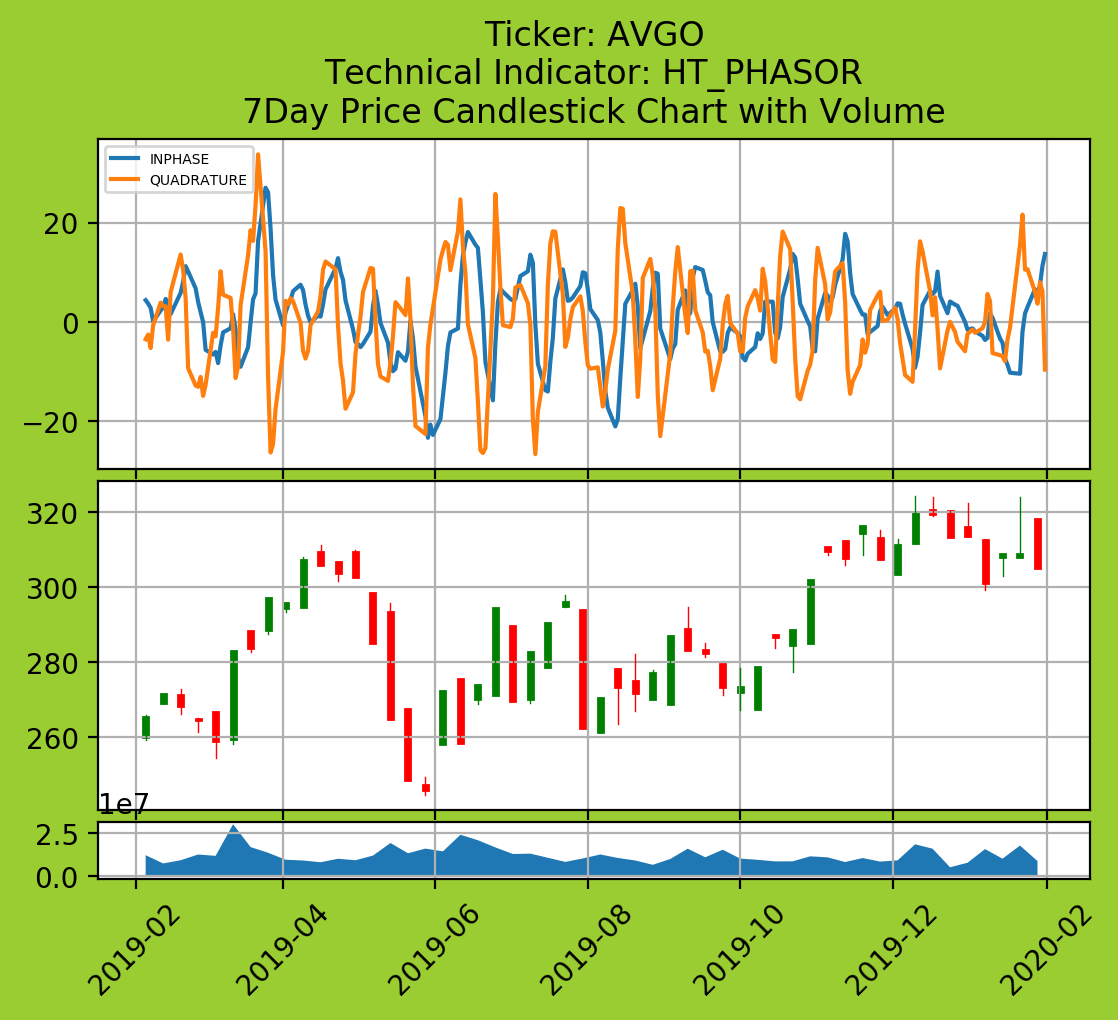 Ticker: AVGO
Technical Indicator: HT_PHASOR
7Day Price Candlestick Chart with Volume
INPHASE
QUADRATURE
20
0
−20
320
300
280
260
1e7
2.5
0.0
2019-02
2019-04
2019-06
2019-08
2019-10
2019-12
2020-02